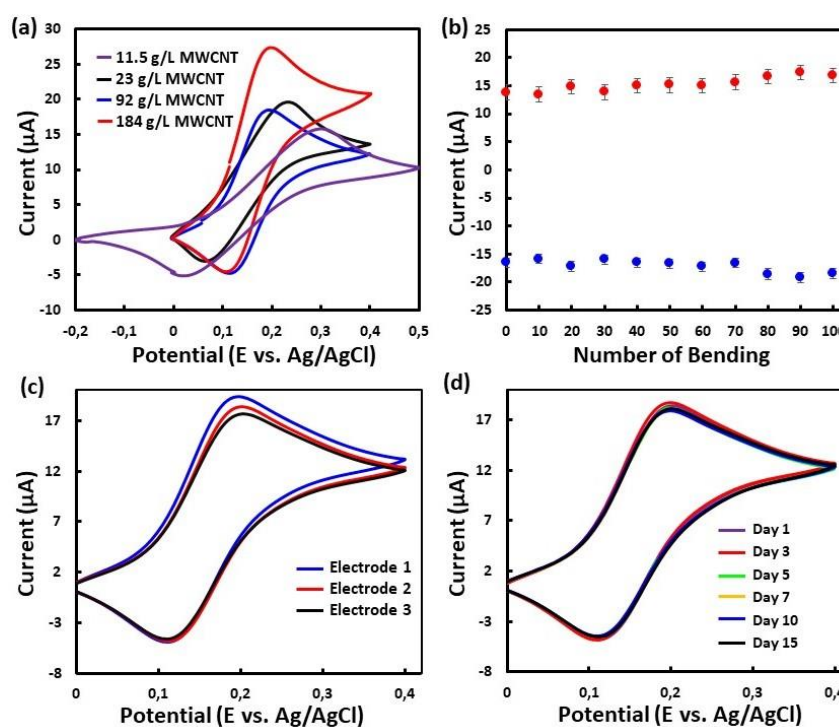 (a)
11.5 g/L MWCNT
23 g/L MWCNT
92 g/L MWCNT
184 g/L MWCNT
Current (µA)
30
25
20
15
10
5
0
-5
-10
-0,2 -0,1 0 0,1 0,2 0,3 0,4 0,5
Potential (E vs. Ag/AgCl)
(b)
Current (µA)
25
20
15
10
5
0
-5
-10
-15
-20
-25
0 10 20 30 40 50 60 70 80 90 100
Number of Bending
(c)
Current (µA)
17
12
7
2
-3
-8
Electrode 1
Electrode 2
Electrode 3
0 0,1 0,2 0,3 0,4
Potential (E vs. Ag/AgCl)
(d)
Current (µA)
17
12
7
2
-3
-8
Day 1
Day 3
Day 5
Day 7
Day 10
Day 15
0 0,1 0,2 0,3 0,4
Potential (E vs. Ag/AgCl)